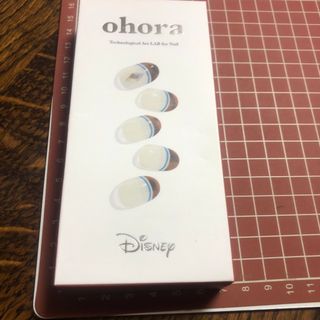 ohora
Technological Art LAB for Nail
Disney